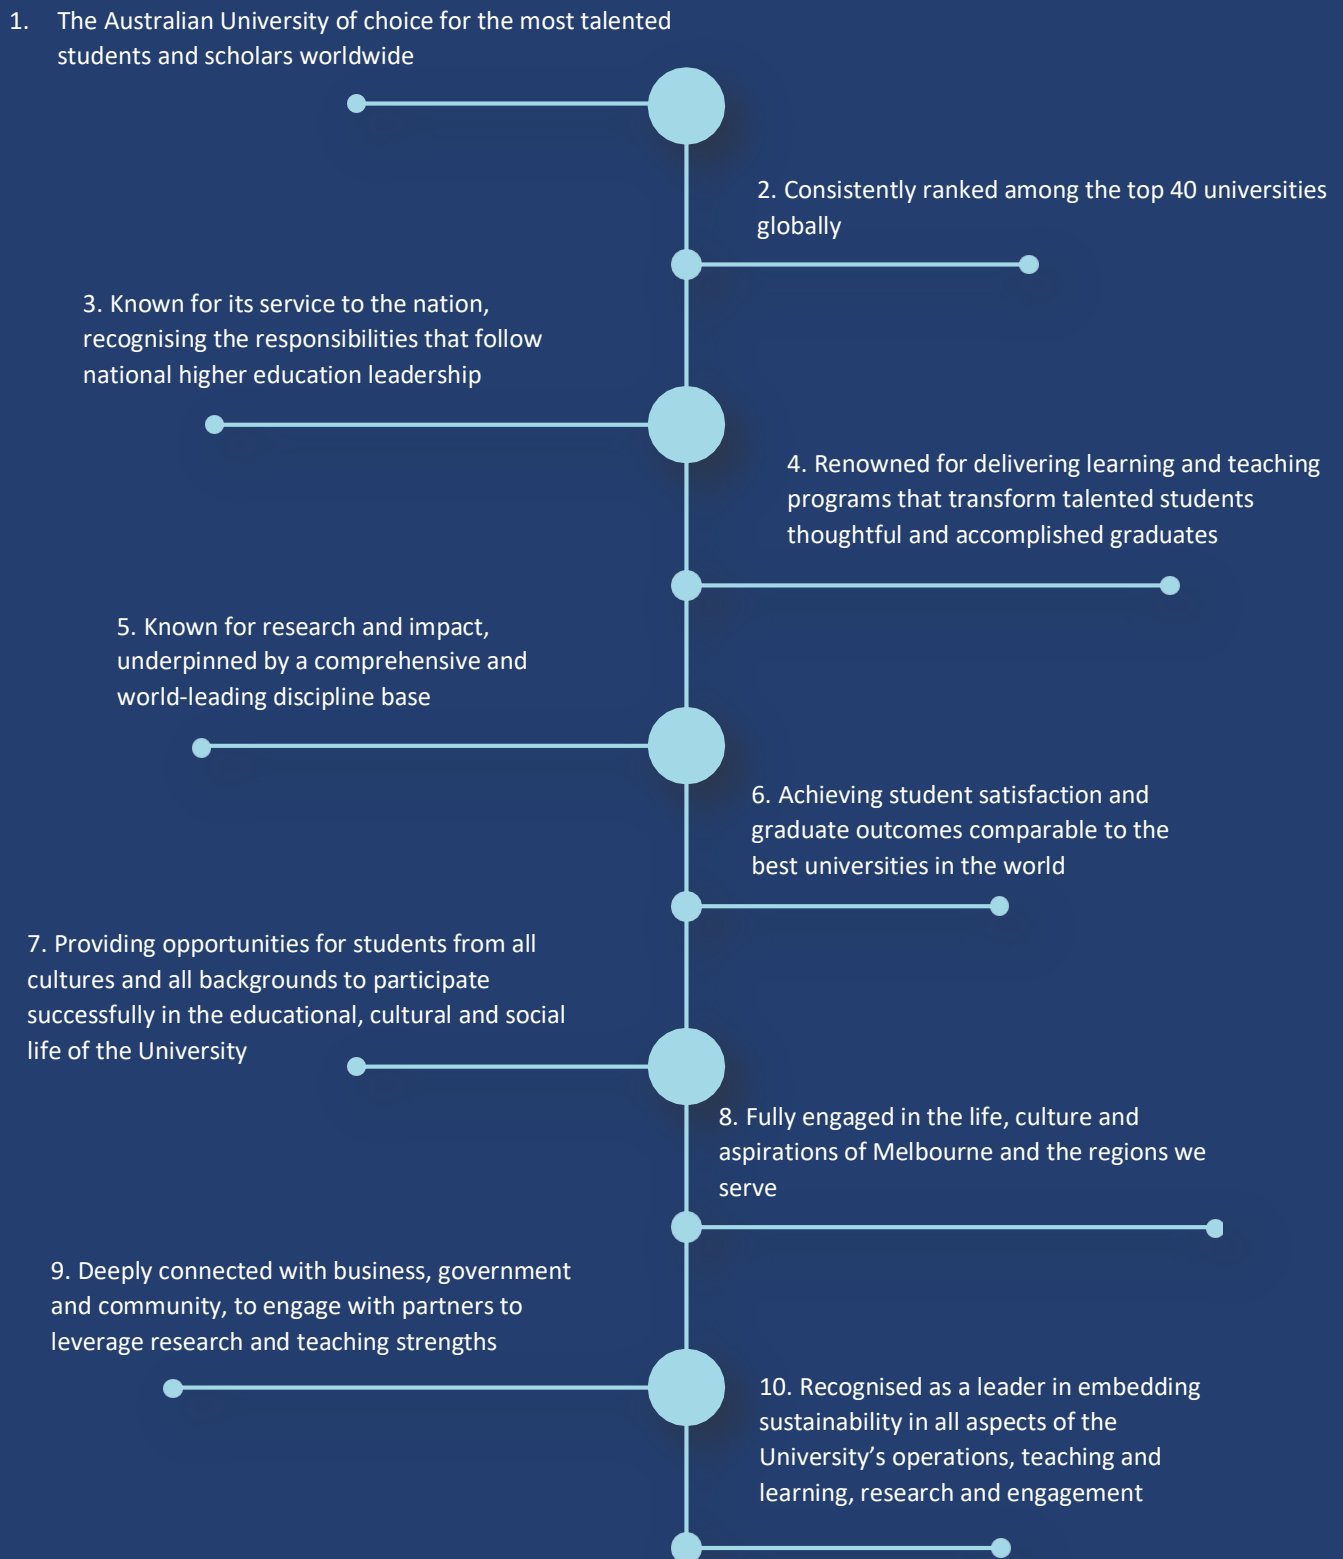 1. The Australian University of choice for the most talented
students and scholars worldwide
2. Consistently ranked among the top 40 universities
globally
3. Known for its service to the nation,
recognising the responsibilities that follow
national higher education leadership
4. Renowned for delivering learning and teaching
programs that transform talented students
thoughtful and accomplished graduates
5. Known for research and impact,
underpinned by a comprehensive and
world-leading discipline base
6. Achieving student satisfaction and
graduate outcomes comparable to the
best universities in the world
7. Providing opportunities for students from all
cultures and all backgrounds to participate
successfully in the educational, cultural and social
life of the University
8. Fully engaged in the life, culture and
aspirations of Melbourne and the regions we
serve
9. Deeply connected with business, government
and community, to engage with partners to
leverage research and teaching strengths
10. Recognised as a leader in embedding
sustainability in all aspects of the
University’s operations, teaching and
learning, research and engagement